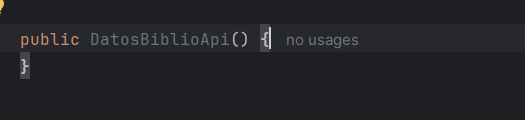 public DatosBiblioApi() { no usages
}